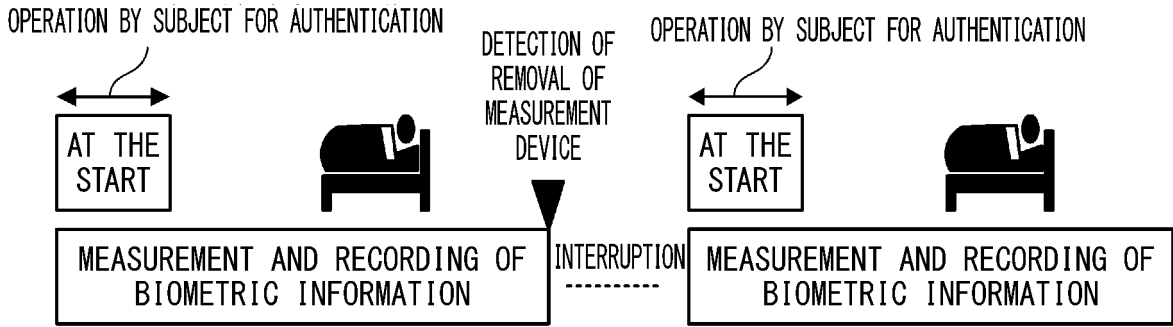 OPERATION BY SUBJECT FOR AUTHENTICATION
AT THE
START
DETECTION OF
REMOVAL OF
MEASUREMENT
DEVICE
OPERATION BY SUBJECT FOR AUTHENTICATION
AT THE
START
MEASUREMENT AND RECORDING OF
BIOMETRIC INFORMATION
INTERRUPTION
MEASUREMENT AND RECORDING OF
BIOMETRIC INFORMATION